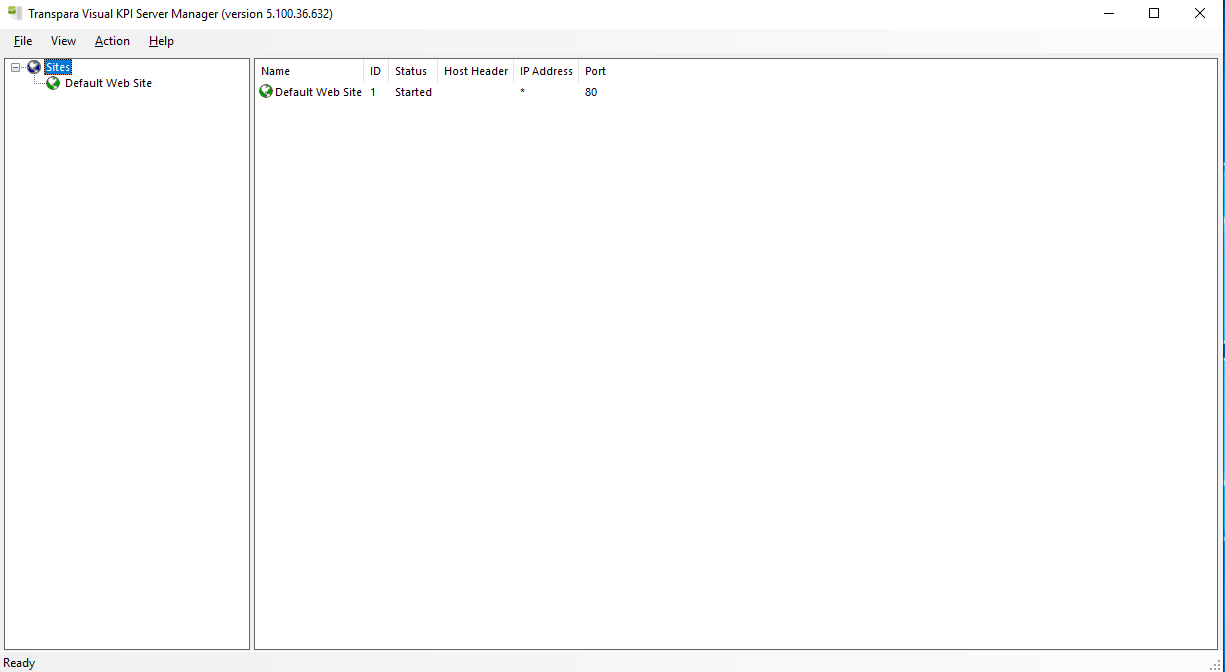 Transpara Visual KPI Server Manager (version 5.100.36.632)
File View Action Help
Sites
Default Web Site
Name ID Status Host Header IP Address Port
Default Web Site 1 Started * 80
Ready